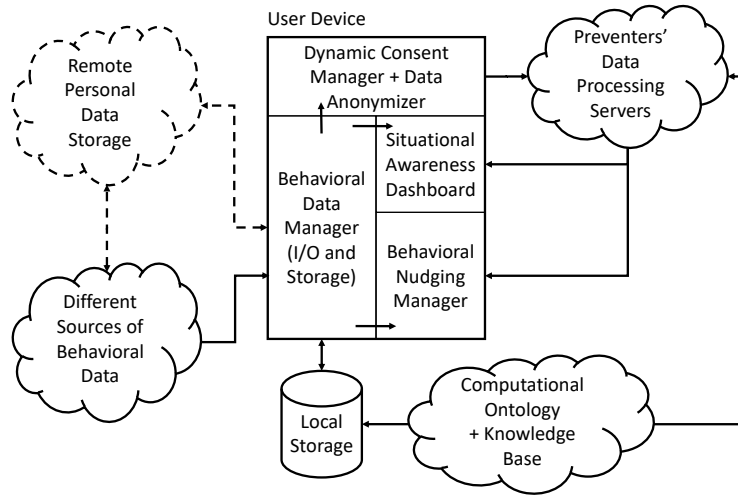 User Device
Dynamic Consent
Manager + Data
Anonymizer
Preventers’
Data
Processing
Servers
Remote
Personal
Data
Storage
Situational
Awareness
Dashboard
Behavioral
Data
Manager
(I/O and
Storage)
Behavioral
Nudging
Manager
Different
Sources of
Behavioral
Data
Local
Storage
Computational
Ontology
+ Knowledge
Base